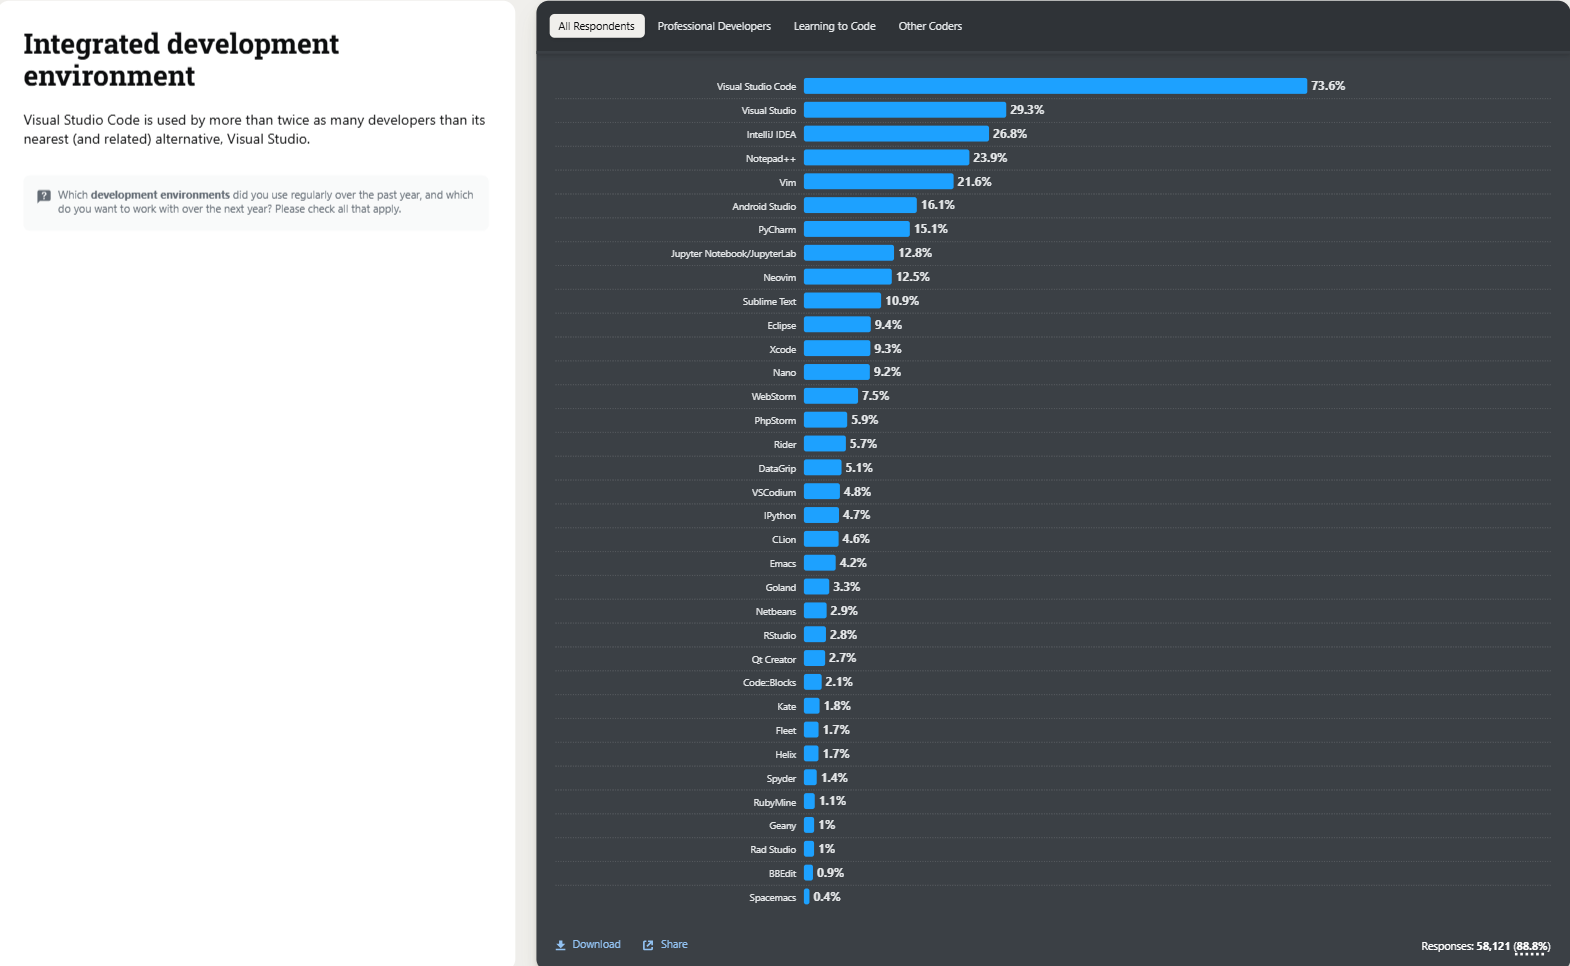 Integrated development
environment
Visual Studio Code is used by more than twice as many developers than its
nearest (and related) alternative, Visual Studio.
Which development environments did you use regularly over the past year, and which
do you want to work with over the next year? Please check all that apply.
All Respondents Professional Developers Learning to Code Other Coders
Visual Studio Code 73.6%
Visual Studio 29.3%
IntelliJ IDEA 26.8%
Notepad++ 23.9%
Vim 21.6%
Android Studio 16.1%
PyCharm 15.1%
Jupyter Notebook/JupyterLab 12.8%
Neovim 12.5%
Sublime Text 10.9%
Eclipse 9.4%
Xcode 9.3%
Nano 9.2%
WebStorm 7.5%
PhpStorm 5.9%
Rider 5.7%
DataGrip 5.1%
VSCodium 4.8%
IPython 4.7%
CLion 4.6%
Emacs 4.2%
Goland 3.3%
Netbeans 2.9%
RStudio 2.8%
Qt Creator 2.7%
Code::Blocks 2.1%
Kate 1.8%
Fleet 1.7%
Helix 1.7%
Spyder 1.4%
RubyMine 1.1%
Geany 1%
Rad Studio 1%
BBEdit 0.9%
Spacemacs 0.4%
Download Share Responses: 58,121 (88.8%)